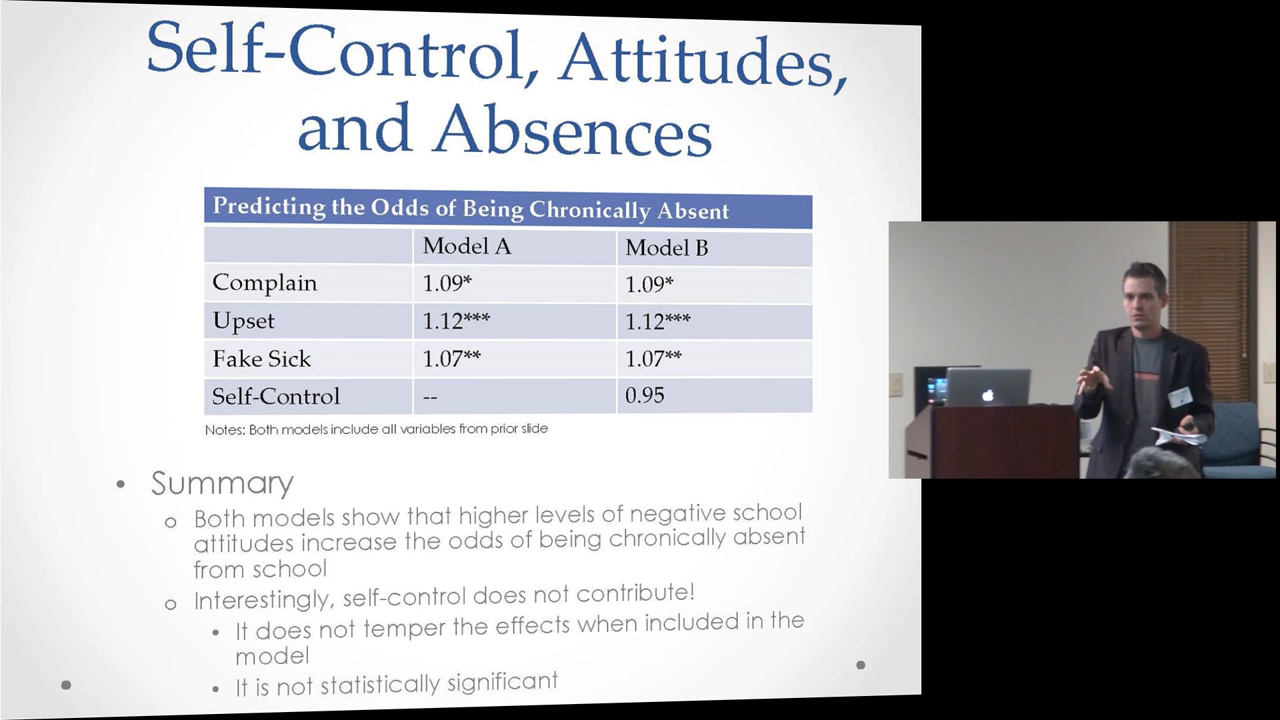 Self-Control, Attitudes,
and Absences
Predicting the Odds of Being Chronically Absent
Model A Model B
Complain 1.09* 1.09*
Upset 1.12*** 1.12***
Fake Sick 1.07** 1.07**
Self-Control -- 0.95
Notes: Both models include all variables from prior slide
• Summary
o Both models show that higher levels of negative school
attitudes increase the odds of being chronically absent
from school
o Interestingly, self-control does not contribute!
• It does not temper the effects when included in the
model
• It is not statistically significant